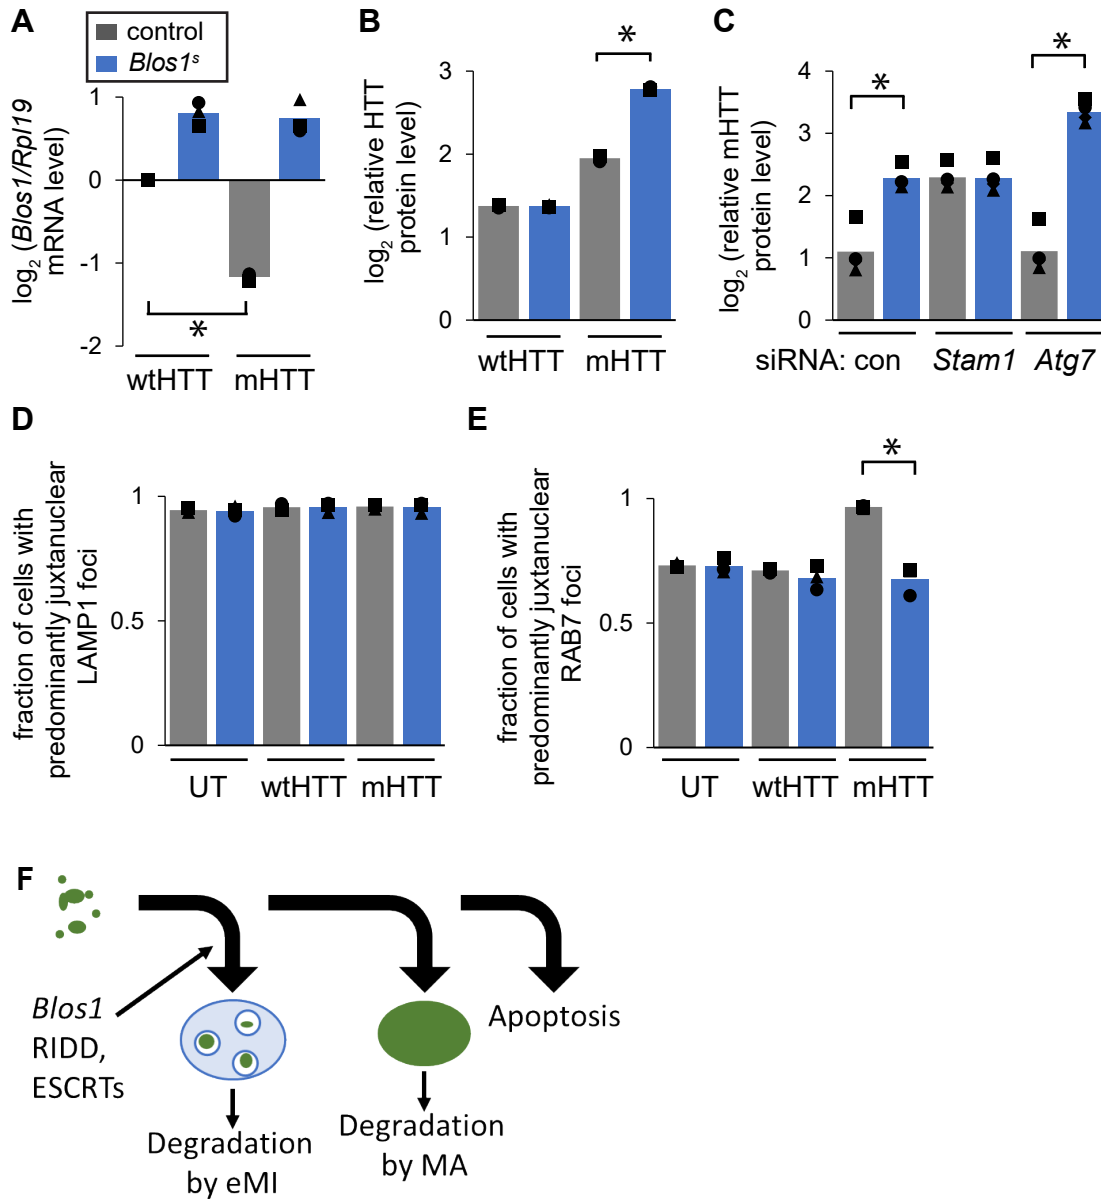 A
control
Blos1ˢ
log₂ (Blos1/Rpl19
mRNA level)
1
0
-1
-2
*
wtHTT mHTT
B
log₂ (relative HTT
protein level)
3
2
1
0
*
wtHTT mHTT
C
log₂ (relative mHTT
protein level)
4
3
2
1
0
*
*
siRNA: con Stam1 Atg7
D
fraction of cells with
predominantly juxtanuclear
LAMP1 foci
1
0.5
0
UT wtHTT mHTT
E
fraction of cells with
predominantly juxtanuclear
RAB7 foci
1
0.5
0
*
UT wtHTT mHTT
F
Blos1
RIDD,
ESCRTs
Degradation
by eMI
Degradation
by MA
Apoptosis